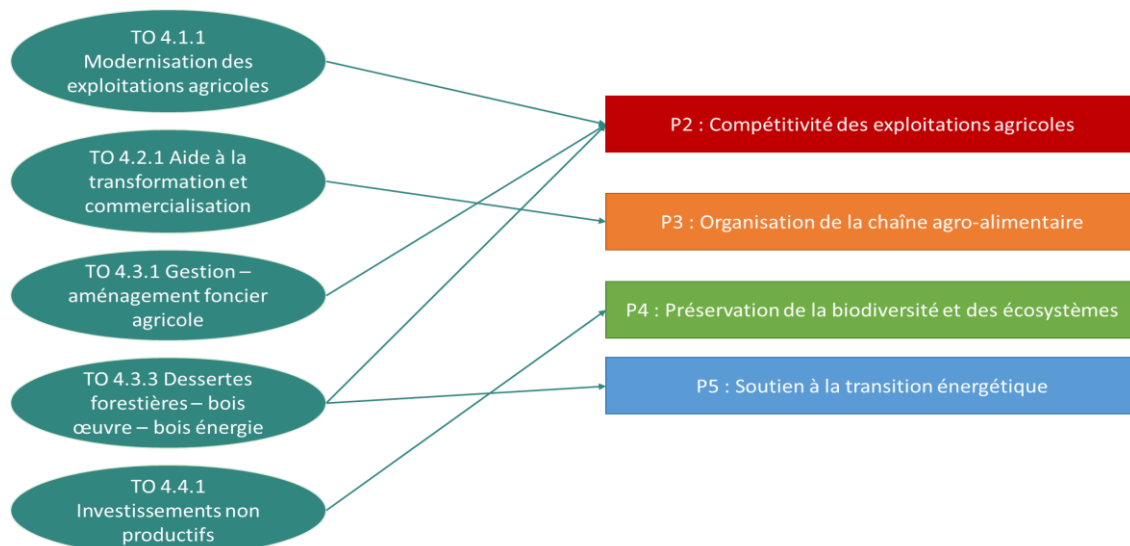 TO 4.1.1
Modernisation des
exploitations agricoles
TO 4.2.1 Aide à la
transformation et
commercialisation
TO 4.3.1 Gestion –
aménagement foncier
agricole
TO 4.3.3 Dessertes
forestières – bois
œuvre – bois énergie
TO 4.4.1
Investissements non
productifs
P2 : Compétitivité des exploitations agricoles
P3 : Organisation de la chaîne agro-alimentaire
P4 : Préservation de la biodiversité et des écosystèmes
P5 : Soutien à la transition énergétique